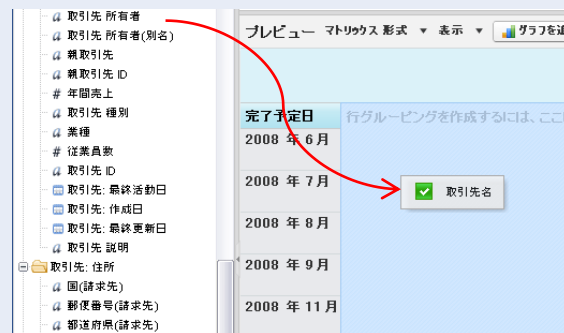 取引先 所有者
取引先 所有者(別名)
親取引先
親取引先 ID
年間売上
取引先 種別
業種
従業員数
取引先 ID
取引先: 最終活動日
取引先: 作成日
取引先: 最終更新日
取引先 説明
取引先: 住所
国(請求先)
郵便番号(請求先)
都道府県(請求先)
プレビュー マトリックス 形式 ▼ 表示 ▼ グラフを追
完了予定日 行グルーピングを作成するには、ここ
2008 年 6 月
2008 年 7 月
取引先名
2008 年 8 月
2008 年 9 月
2008 年 11 月